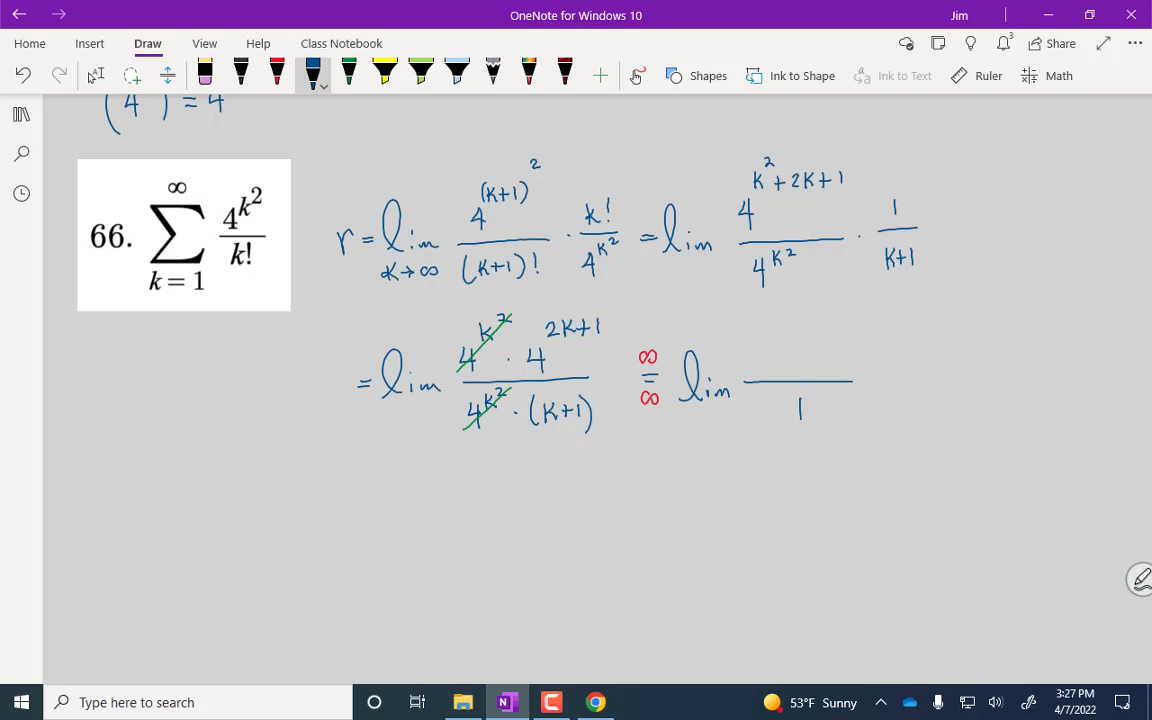 OneNote for Windows 10
Jim
Home Insert Draw View Help Class Notebook
Share
Shapes Ink to Shape Ink to Text Ruler Math
(4 ) = 4
66. ∑_{k=1}^{∞} 4^{k^2}/k!
r = lim_{k→∞} 4^{(k+1)^2}/(k+1)! · k!/4^{k^2} = lim 4^{k^2+2k+1}/4^{k^2} · 1/(k+1)
= lim (4^{k^2} · 4^{2k+1})/(4^{k^2} · (k+1)) ∞ = ∞ lim /1
Type here to search
53°F Sunny
3:27 PM
4/7/2022